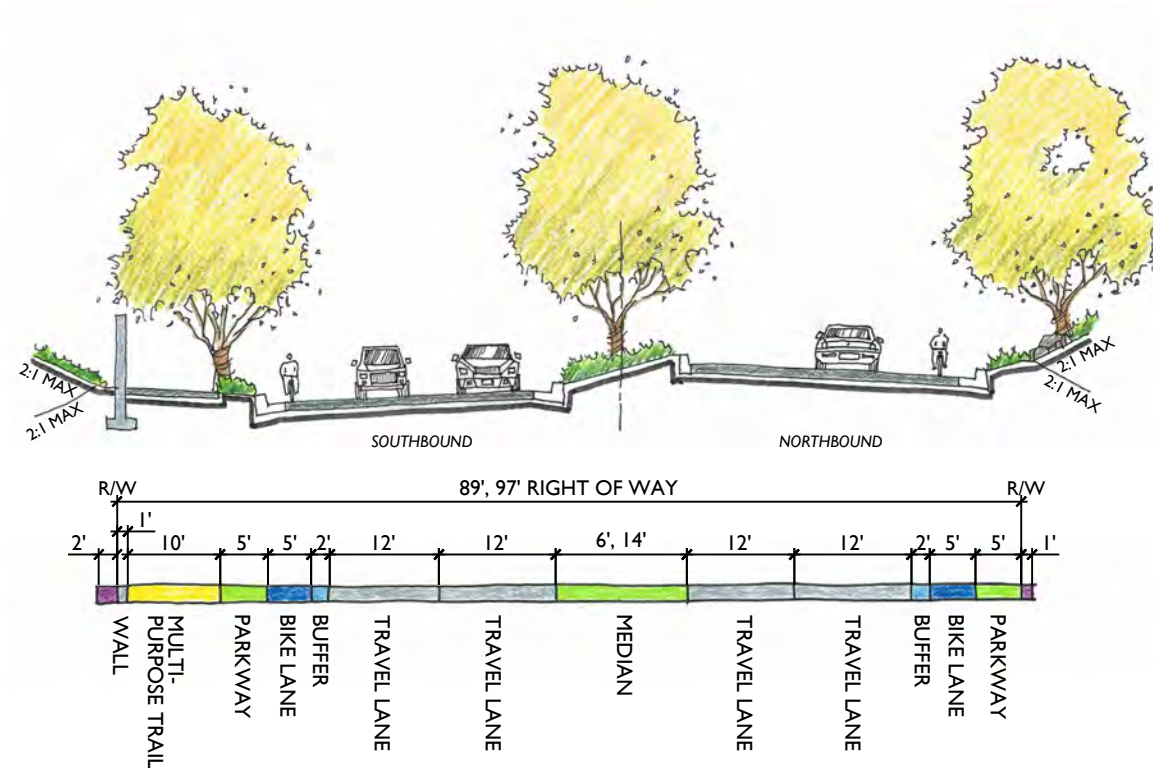 2:1 MAX
2:1 MAX
2:1 MAX
2:1 MAX
SOUTHBOUND
NORTHBOUND
R/W
89', 97' RIGHT OF WAY
R/W
1'
2'
10'
5'
5'
2'
12'
12'
6', 14'
12'
12'
2'
5'
5'
1'
WALL
MULTI-
PURPOSE TRAIL
PARKWAY
BIKE LANE
BUFFER
TRAVEL LANE
TRAVEL LANE
MEDIAN
TRAVEL LANE
TRAVEL LANE
BUFFER
BIKE LANE
PARKWAY